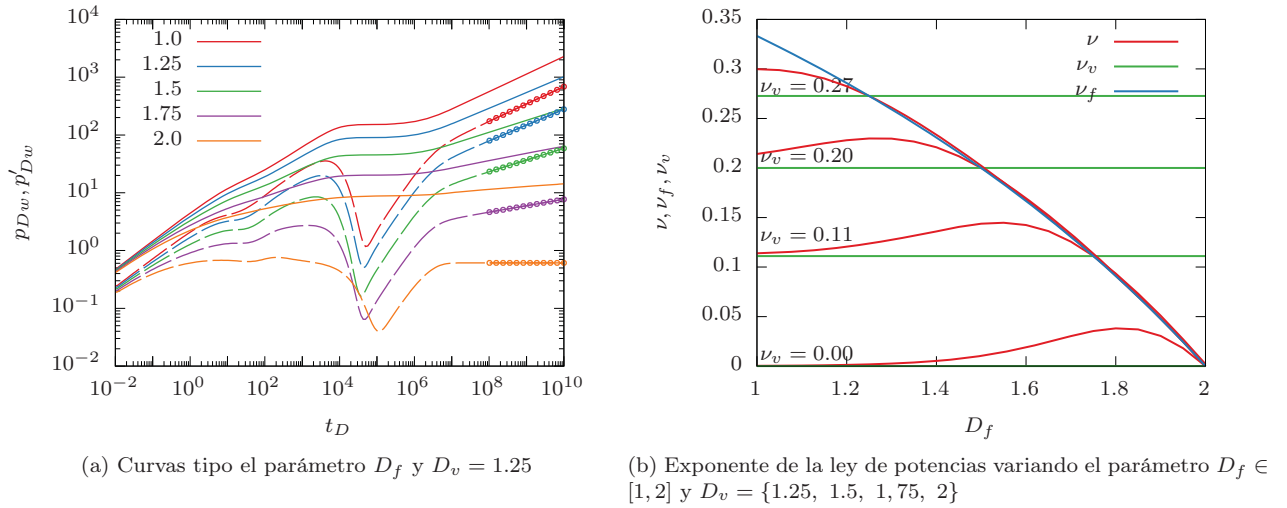 10^4
10^3
10^2
10^1
10^0
10^{-1}
10^{-2}
p_{Dw}, p'_{Dw}
1.0
1.25
1.5
1.75
2.0
10^{-2} 10^0 10^2 10^4 10^6 10^8 10^{10}
t_D
(a) Curvas tipo el parámetro D_f y D_v = 1.25
0.35
0.3
0.25
0.2
0.15
0.1
0.05
0
ν, ν_f, ν_v
ν
ν_v
ν_f
ν_v = 0.27
ν_v = 0.20
ν_v = 0.11
ν_v = 0.00
1 1.2 1.4 1.6 1.8 2
D_f
(b) Exponente de la ley de potencias variando el parámetro D_f ∈
[1, 2] y D_v = {1.25, 1.5, 1,75, 2}